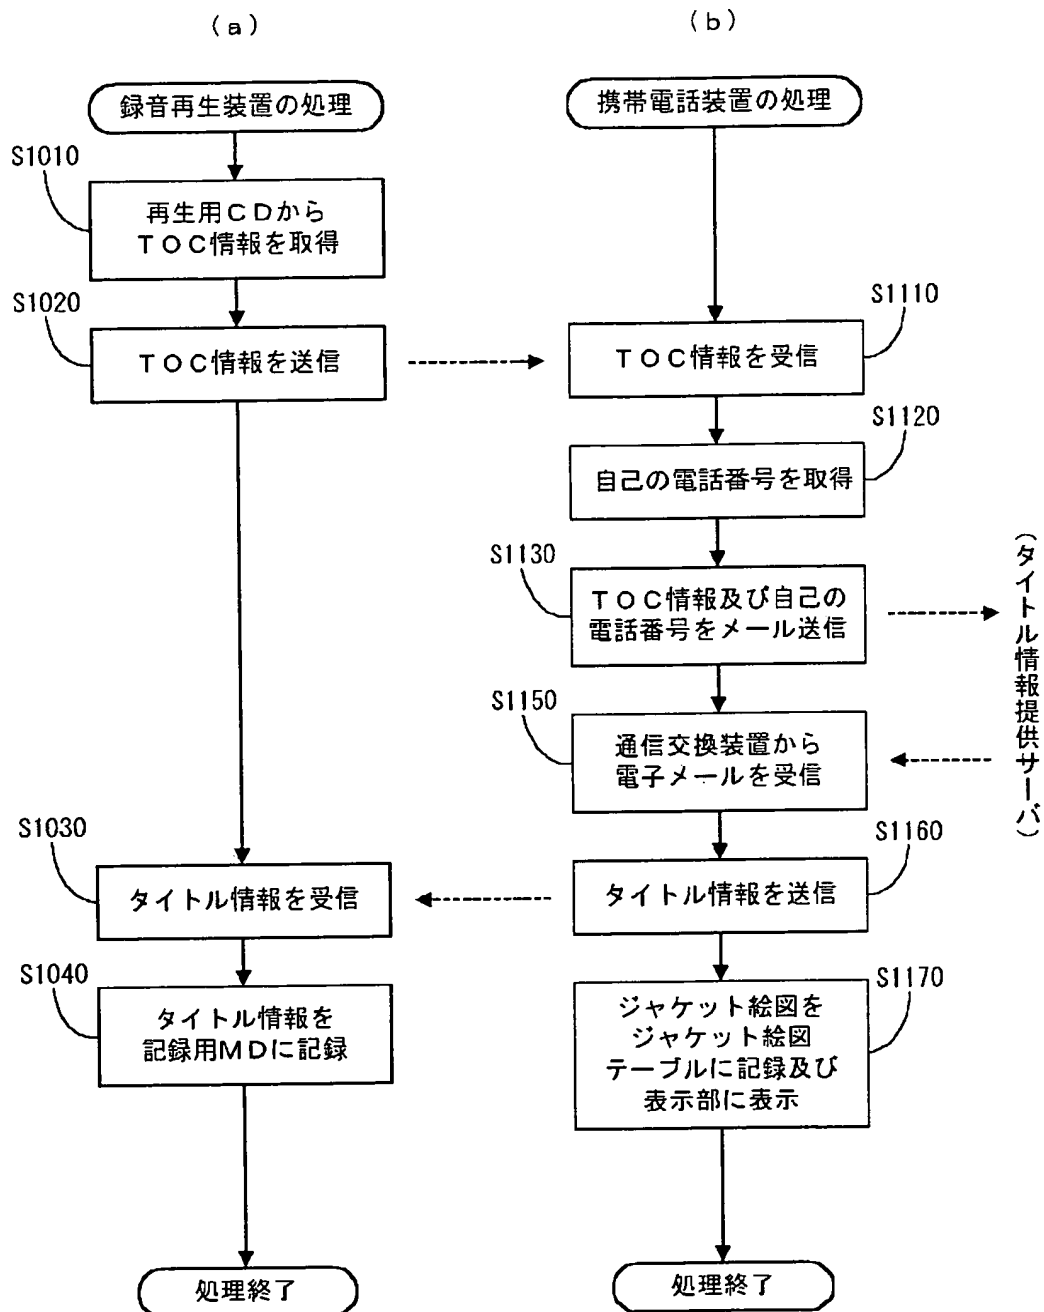 （ａ）
録音再生装置の処理
S1010
再生用ＣＤから
ＴＯＣ情報を取得
S1020
ＴＯＣ情報を送信
S1030
タイトル情報を受信
S1040
タイトル情報を
記録用ＭＤに記録
処理終了
（ｂ）
携帯電話装置の処理
S1110
ＴＯＣ情報を受信
S1120
自己の電話番号を取得
S1130
ＴＯＣ情報及び自己の
電話番号をメール送信
S1150
通信交換装置から
電子メールを受信
S1160
タイトル情報を送信
S1170
ジャケット絵図を
ジャケット絵図
テーブルに記録及び
表示部に表示
処理終了
（タイトル情報提供サーバ）